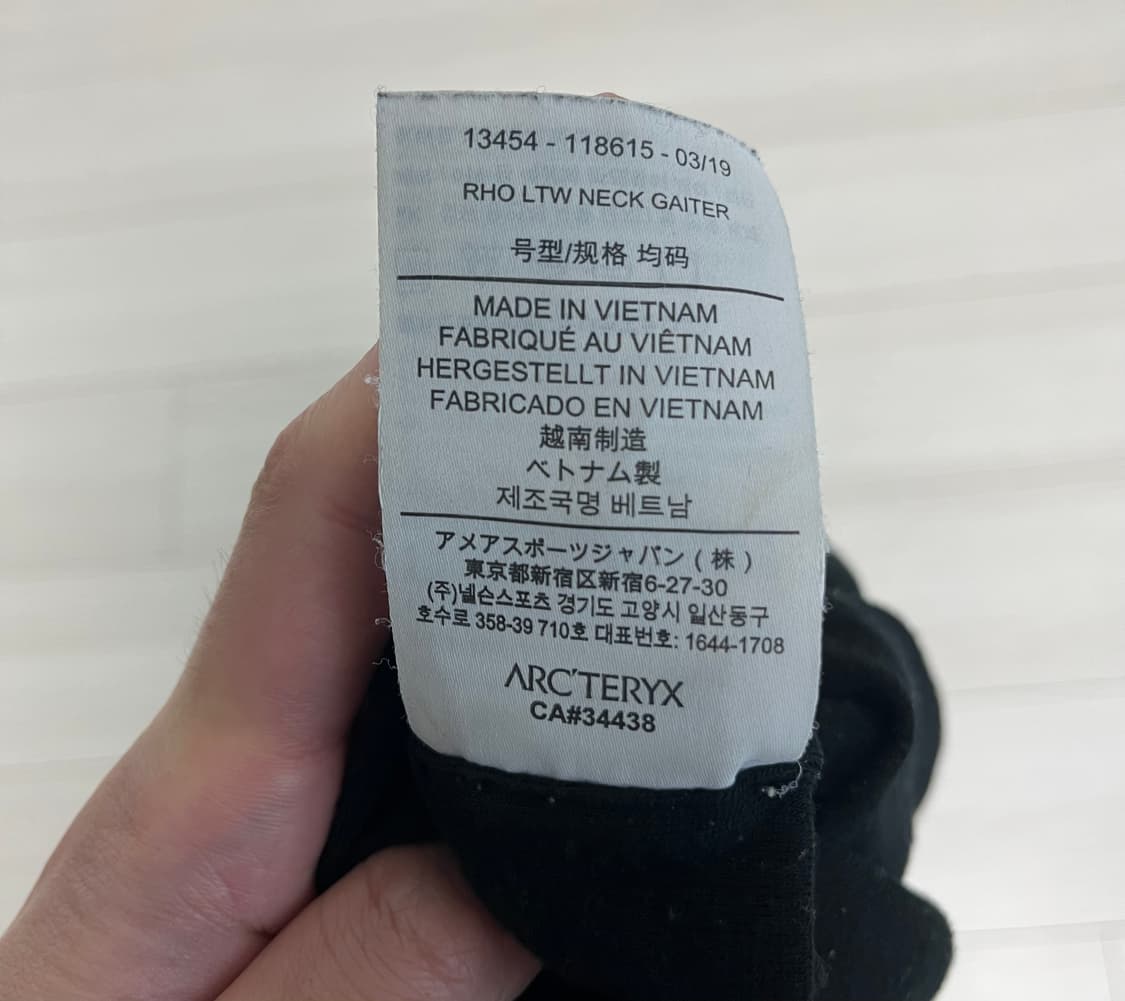 13454 - 118615 - 03/19
RHO LTW NECK GAITER
号型/规格 均码
MADE IN VIETNAM
FABRIQUÉ AU VIÊTNAM
HERGESTELLT IN VIETNAM
FABRICADO EN VIETNAM
越南制造
ベトナム製
제조국명 베트남
アメアスポーツジャパン ( 株 )
東京都新宿区新宿6-27-30
(주)넬슨스포츠 경기도 고양시 일산동구
호수로 358-39 710호 대표번호: 1644-1708
ARC'TERYX
CA#34438